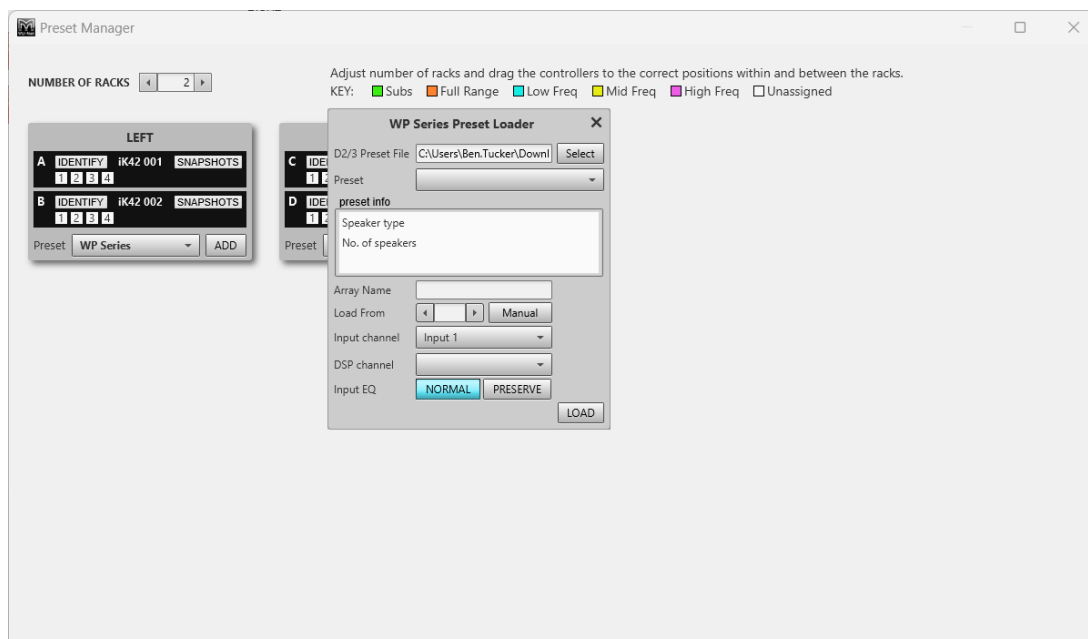 Preset Manager
NUMBER OF RACKS 2
Adjust number of racks and drag the controllers to the correct positions within and between the racks.
KEY: Subs Full Range Low Freq Mid Freq High Freq Unassigned
LEFT
A IDENTIFY iK42 001 SNAPSHOTS
1 2 3 4
B IDENTIFY iK42 002 SNAPSHOTS
1 2 3 4
Preset WP Series ADD
C
1
D
1
Preset
WP Series Preset Loader
D2/3 Preset File C:\Users\Ben.Tucker\Downl Select
Preset
preset info
Speaker type
No. of speakers
Array Name
Load From Manual
Input channel Input 1
DSP channel
Input EQ NORMAL PRESERVE
LOAD